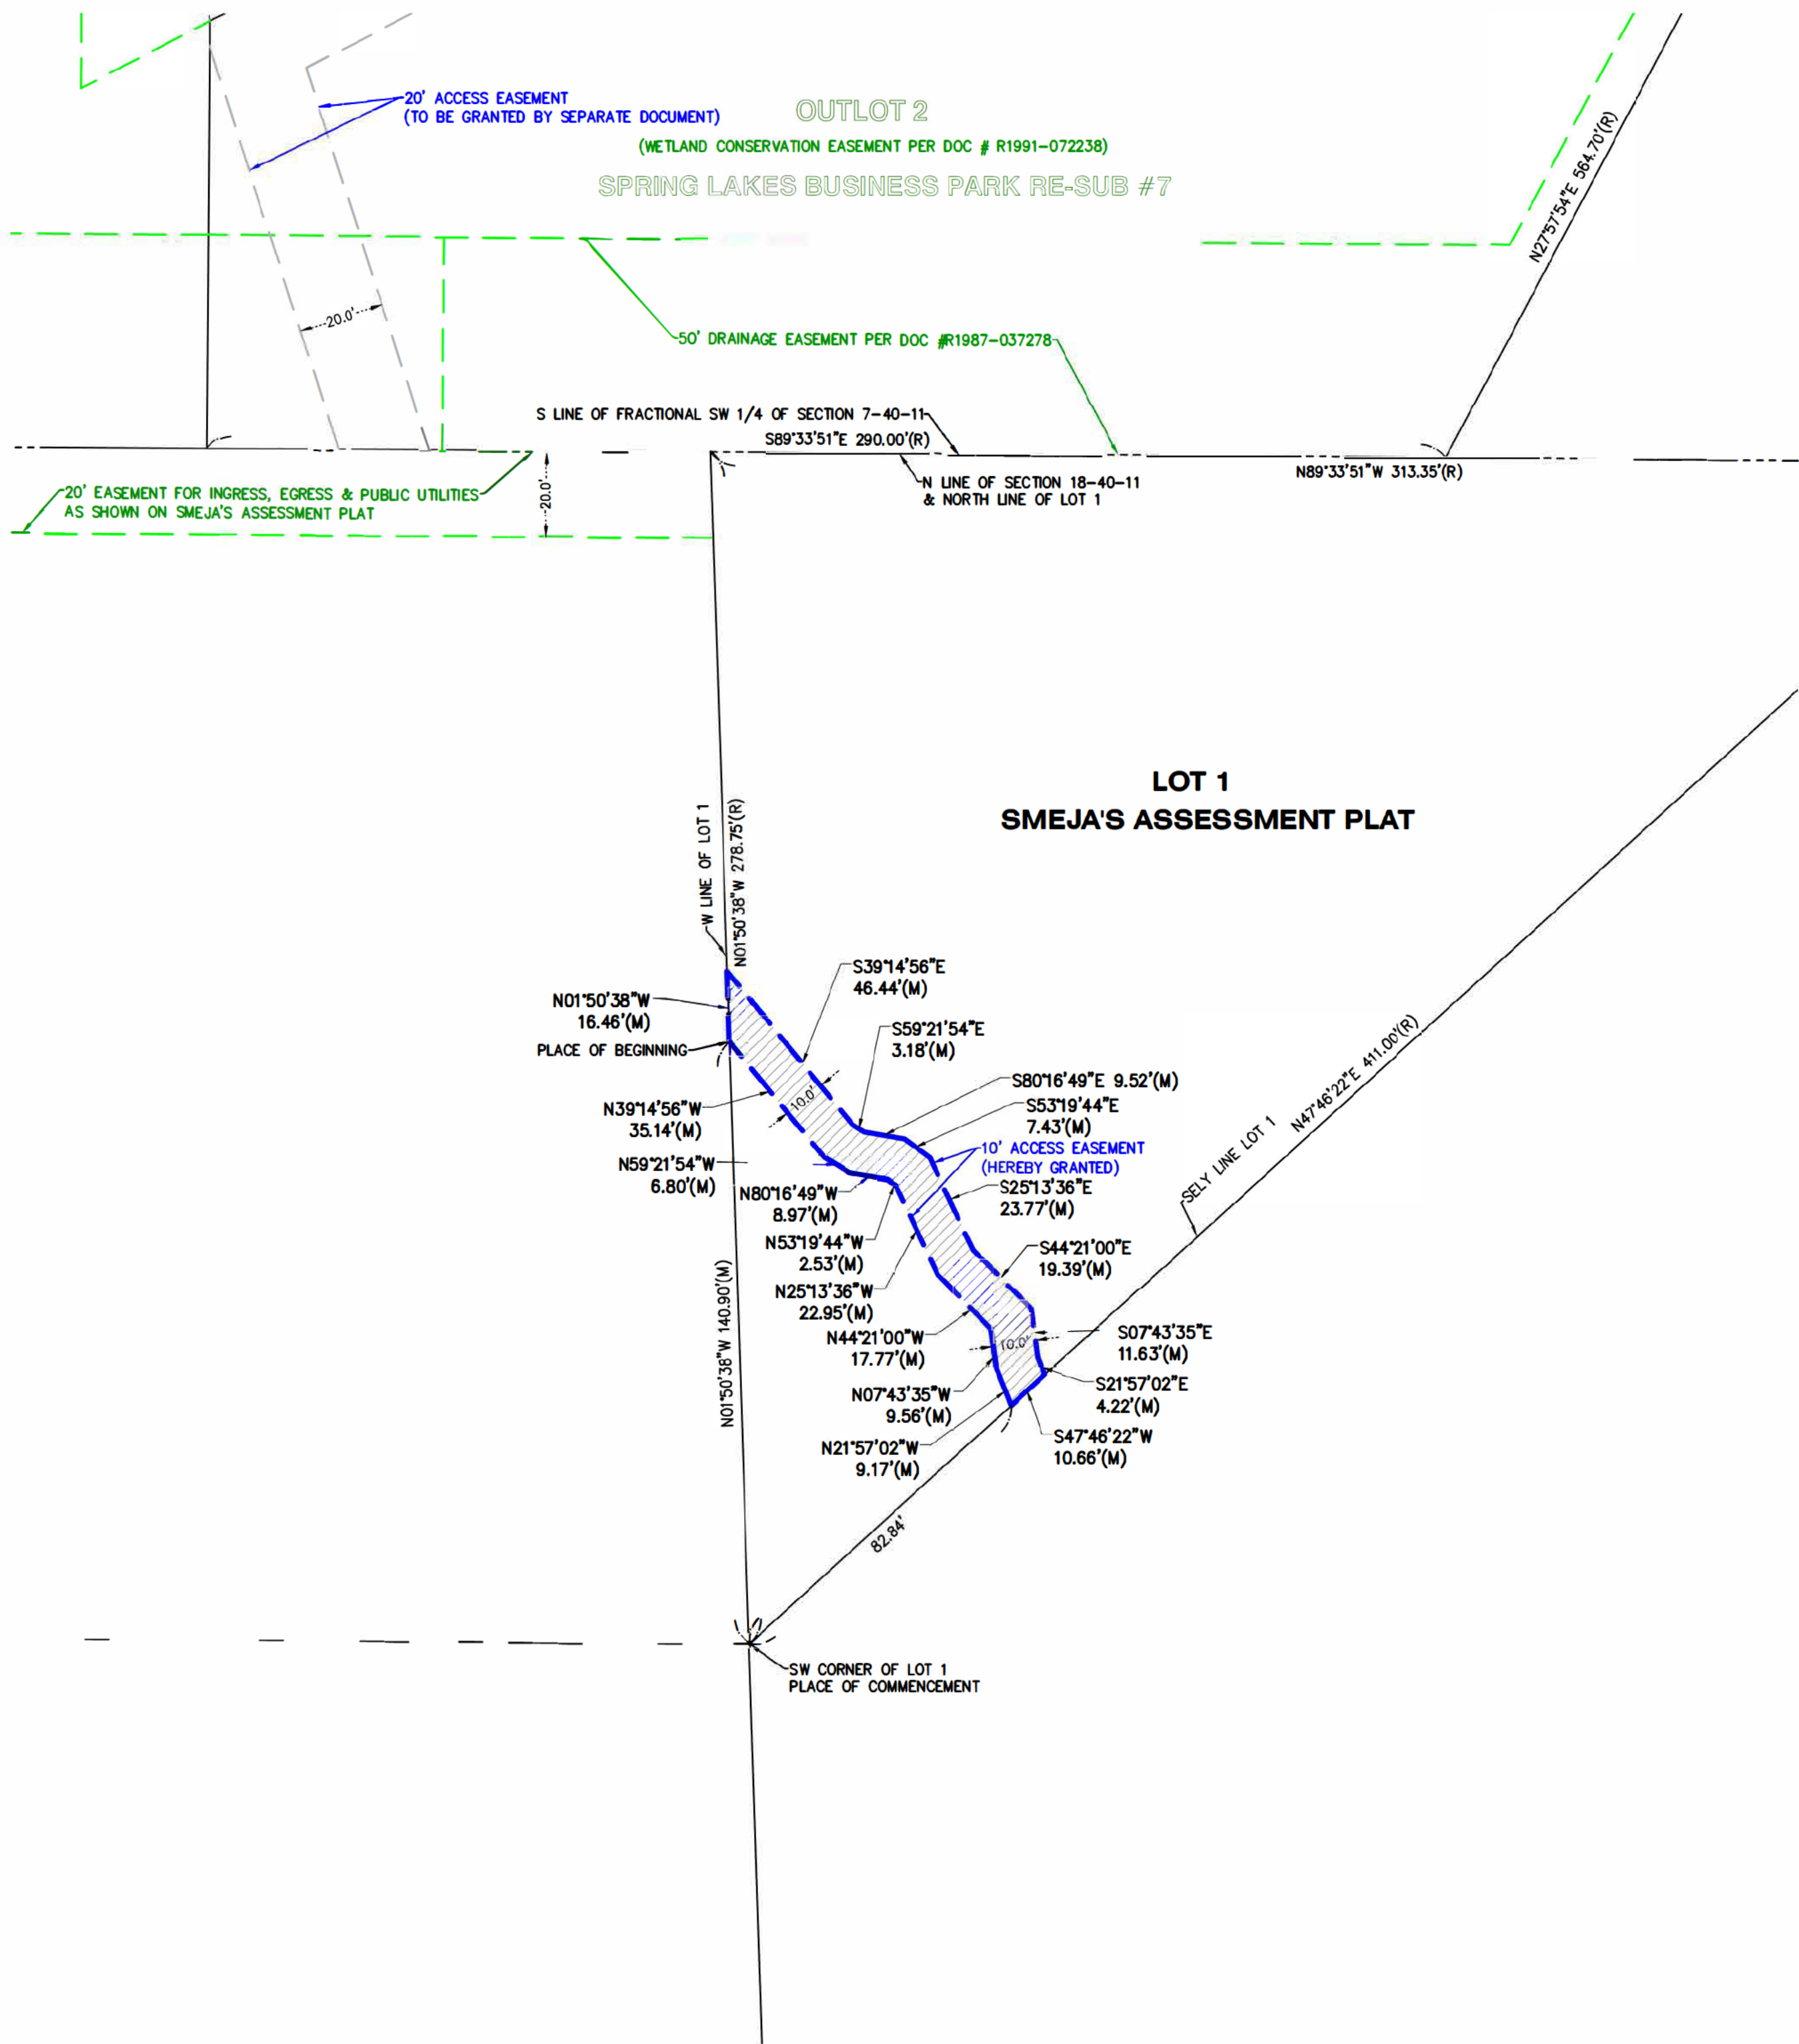 20' ACCESS EASEMENT
(TO BE GRANTED BY SEPARATE DOCUMENT)
OUTLOT 2
(WETLAND CONSERVATION EASEMENT PER DOC # R1991-072238)
SPRING LAKES BUSINESS PARK RE-SUB #7
N27°57'54"E 564.70'(R)
20.0'
50' DRAINAGE EASEMENT PER DOC #R1987-037278
S LINE OF FRACTIONAL SW 1/4 OF SECTION 7-40-11
S89°33'51"E 290.00'(R)
N89°33'51"W 313.35'(R)
N LINE OF SECTION 18-40-11
& NORTH LINE OF LOT 1
20' EASEMENT FOR INGRESS, EGRESS & PUBLIC UTILITIES
AS SHOWN ON SMEJA'S ASSESSMENT PLAT
20.0'
LOT 1
SMEJA'S ASSESSMENT PLAT
W LINE OF LOT 1
N01°50'38"W 278.75'(R)
S39°14'56"E
46.44'(M)
N01°50'38"W
16.46'(M)
PLACE OF BEGINNING
S59°21'54"E
3.18'(M)
S80°16'49"E 9.52'(M)
S53°19'44"E
7.43'(M)
10.0'
N39°14'56"W
35.14'(M)
10' ACCESS EASEMENT
(HEREBY GRANTED)
N59°21'54"W
6.80'(M)
N80°16'49"W
8.97'(M)
S25°13'36"E
23.77'(M)
SELY LINE LOT 1
N47°46'22"E 411.00'(R)
N53°19'44"W
2.53'(M)
S44°21'00"E
19.39'(M)
N25°13'36"W
22.95'(M)
N01°50'38"W 140.90'(M)
N44°21'00"W
17.77'(M)
10.0'
S07°43'35"E
11.63'(M)
N07°43'35"W
9.56'(M)
S21°57'02"E
4.22'(M)
N21°57'02"W
9.17'(M)
S47°46'22"W
10.66'(M)
82.84'
SW CORNER OF LOT 1
PLACE OF COMMENCEMENT